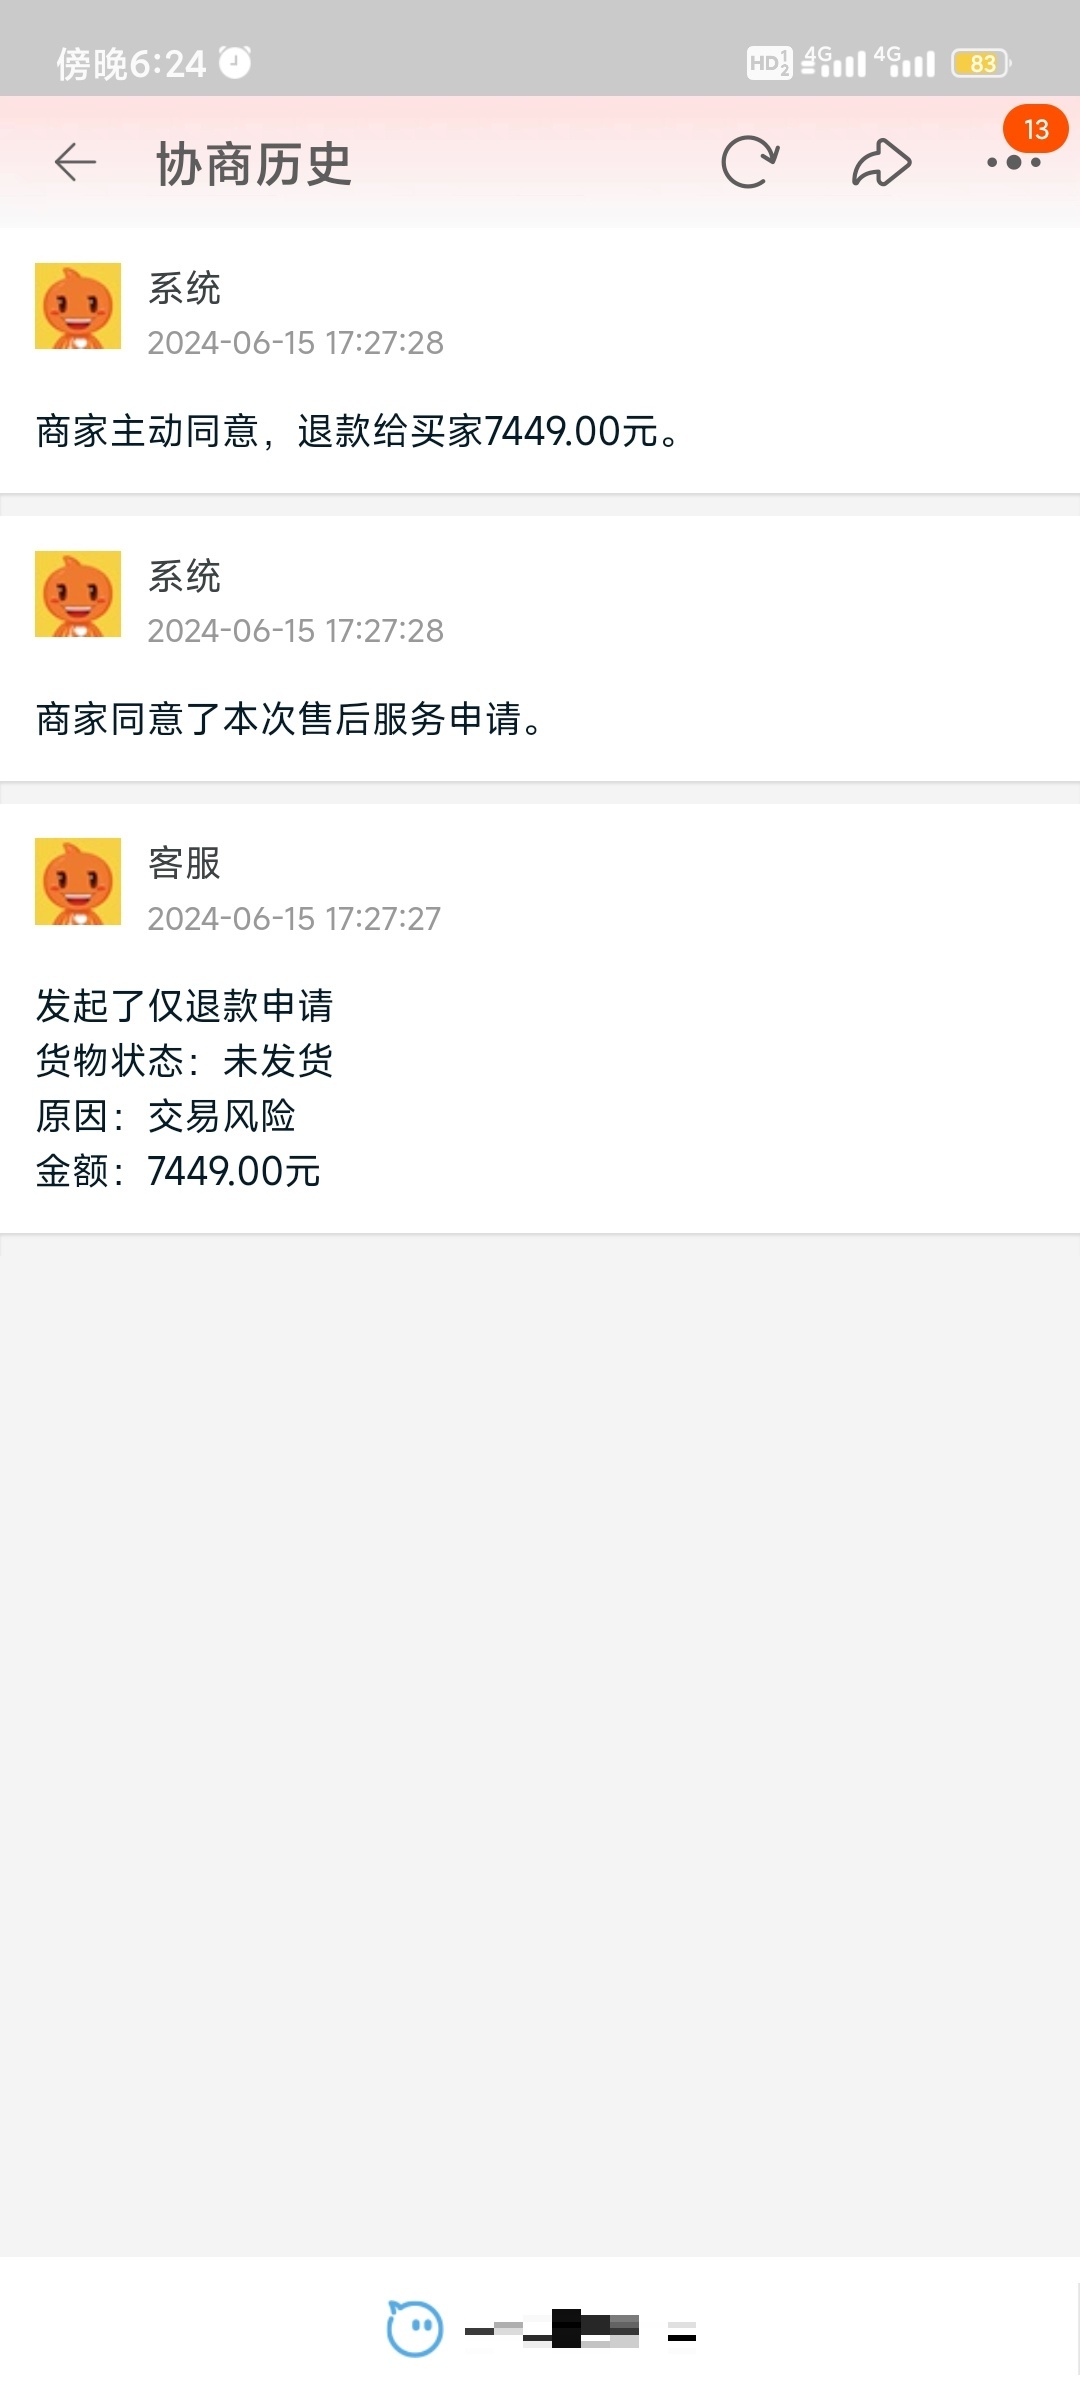 傍晚6:24 HD 1 2 4G 4G 83
13
协商历史
系统
2024-06-15 17:27:28
商家主动同意，退款给买家7449.00元。
系统
2024-06-15 17:27:28
商家同意了本次售后服务申请。
客服
2024-06-15 17:27:27
发起了仅退款申请
货物状态：未发货
原因：交易风险
金额：7449.00元